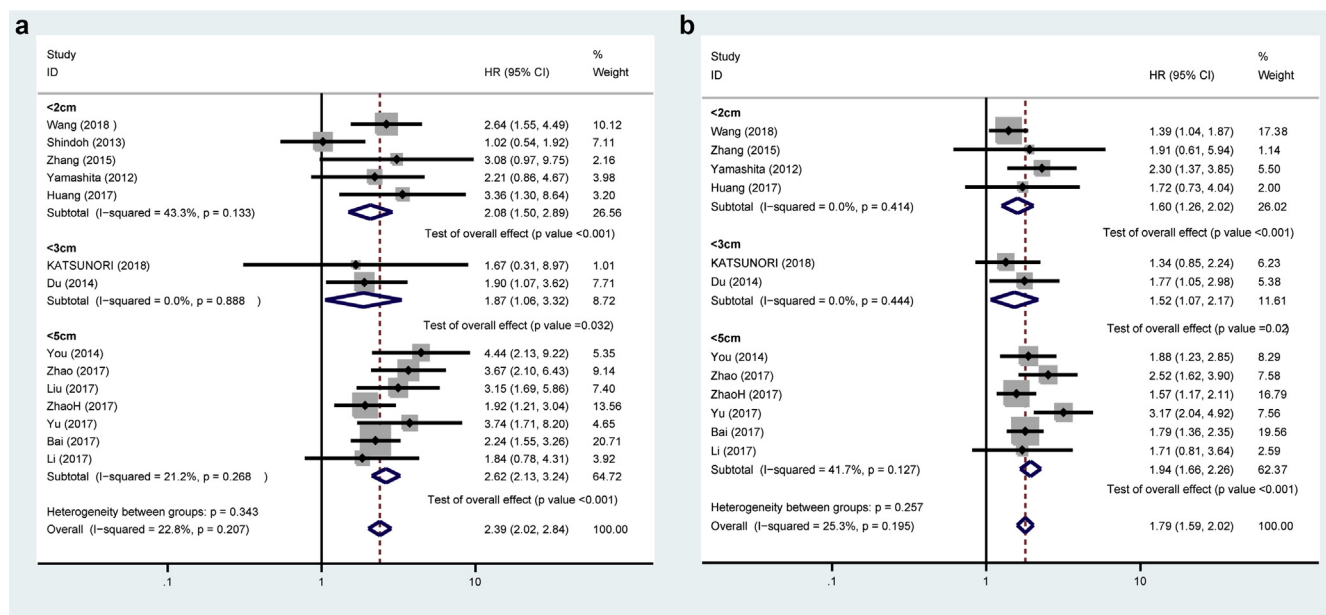 a
Study %
ID HR (95% CI) Weight
<2cm
Wang (2018 ) 2.64 (1.55, 4.49) 10.12
Shindoh (2013) 1.02 (0.54, 1.92) 7.11
Zhang (2015) 3.08 (0.97, 9.75) 2.16
Yamashita (2012) 2.21 (0.86, 4.67) 3.98
Huang (2017) 3.36 (1.30, 8.64) 3.20
Subtotal (I-squared = 43.3%, p = 0.133) 2.08 (1.50, 2.89) 26.56
Test of overall effect (p value <0.001)
<3cm
KATSUNORI (2018) 1.67 (0.31, 8.97) 1.01
Du (2014) 1.90 (1.07, 3.62) 7.71
Subtotal (I-squared = 0.0%, p = 0.888 ) 1.87 (1.06, 3.32) 8.72
Test of overall effect (p value =0.032)
<5cm
You (2014) 4.44 (2.13, 9.22) 5.35
Zhao (2017) 3.67 (2.10, 6.43) 9.14
Liu (2017) 3.15 (1.69, 5.86) 7.40
ZhaoH (2017) 1.92 (1.21, 3.04) 13.56
Yu (2017) 3.74 (1.71, 8.20) 4.65
Bai (2017) 2.24 (1.55, 3.26) 20.71
Li (2017) 1.84 (0.78, 4.31) 3.92
Subtotal (I-squared = 21.2%, p = 0.268 ) 2.62 (2.13, 3.24) 64.72
Test of overall effect (p value <0.001)
Heterogeneity between groups: p = 0.343
Overall (I-squared = 22.8%, p = 0.207) 2.39 (2.02, 2.84) 100.00
.1 1 10
b
Study %
ID HR (95% CI) Weight
<2cm
Wang (2018) 1.39 (1.04, 1.87) 17.38
Zhang (2015) 1.91 (0.61, 5.94) 1.14
Yamashita (2012) 2.30 (1.37, 3.85) 5.50
Huang (2017) 1.72 (0.73, 4.04) 2.00
Subtotal (I-squared = 0.0%, p = 0.414) 1.60 (1.26, 2.02) 26.02
Test of overall effect (p value <0.001)
<3cm
KATSUNORI (2018) 1.34 (0.85, 2.24) 6.23
Du (2014) 1.77 (1.05, 2.98) 5.38
Subtotal (I-squared = 0.0%, p = 0.444) 1.52 (1.07, 2.17) 11.61
Test of overall effect (p value =0.02)
<5cm
You (2014) 1.88 (1.23, 2.85) 8.29
Zhao (2017) 2.52 (1.62, 3.90) 7.58
ZhaoH (2017) 1.57 (1.17, 2.11) 16.79
Yu (2017) 3.17 (2.04, 4.92) 7.56
Bai (2017) 1.79 (1.36, 2.35) 19.56
Li (2017) 1.71 (0.81, 3.64) 2.59
Subtotal (I-squared = 41.7%, p = 0.127) 1.94 (1.66, 2.26) 62.37
Test of overall effect (p value <0.001)
Heterogeneity between groups: p = 0.257
Overall (I-squared = 25.3%, p = 0.195) 1.79 (1.59, 2.02) 100.00
.1 1 10